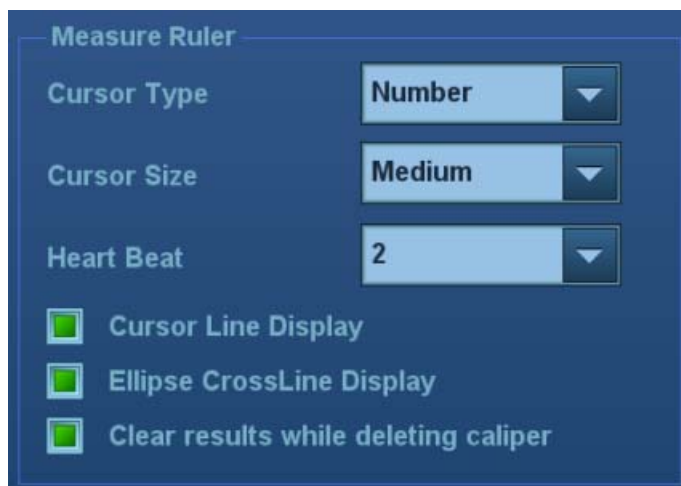 Measure Ruler
Cursor Type Number
Cursor Size Medium
Heart Beat 2
Cursor Line Display
Ellipse CrossLine Display
Clear results while deleting caliper